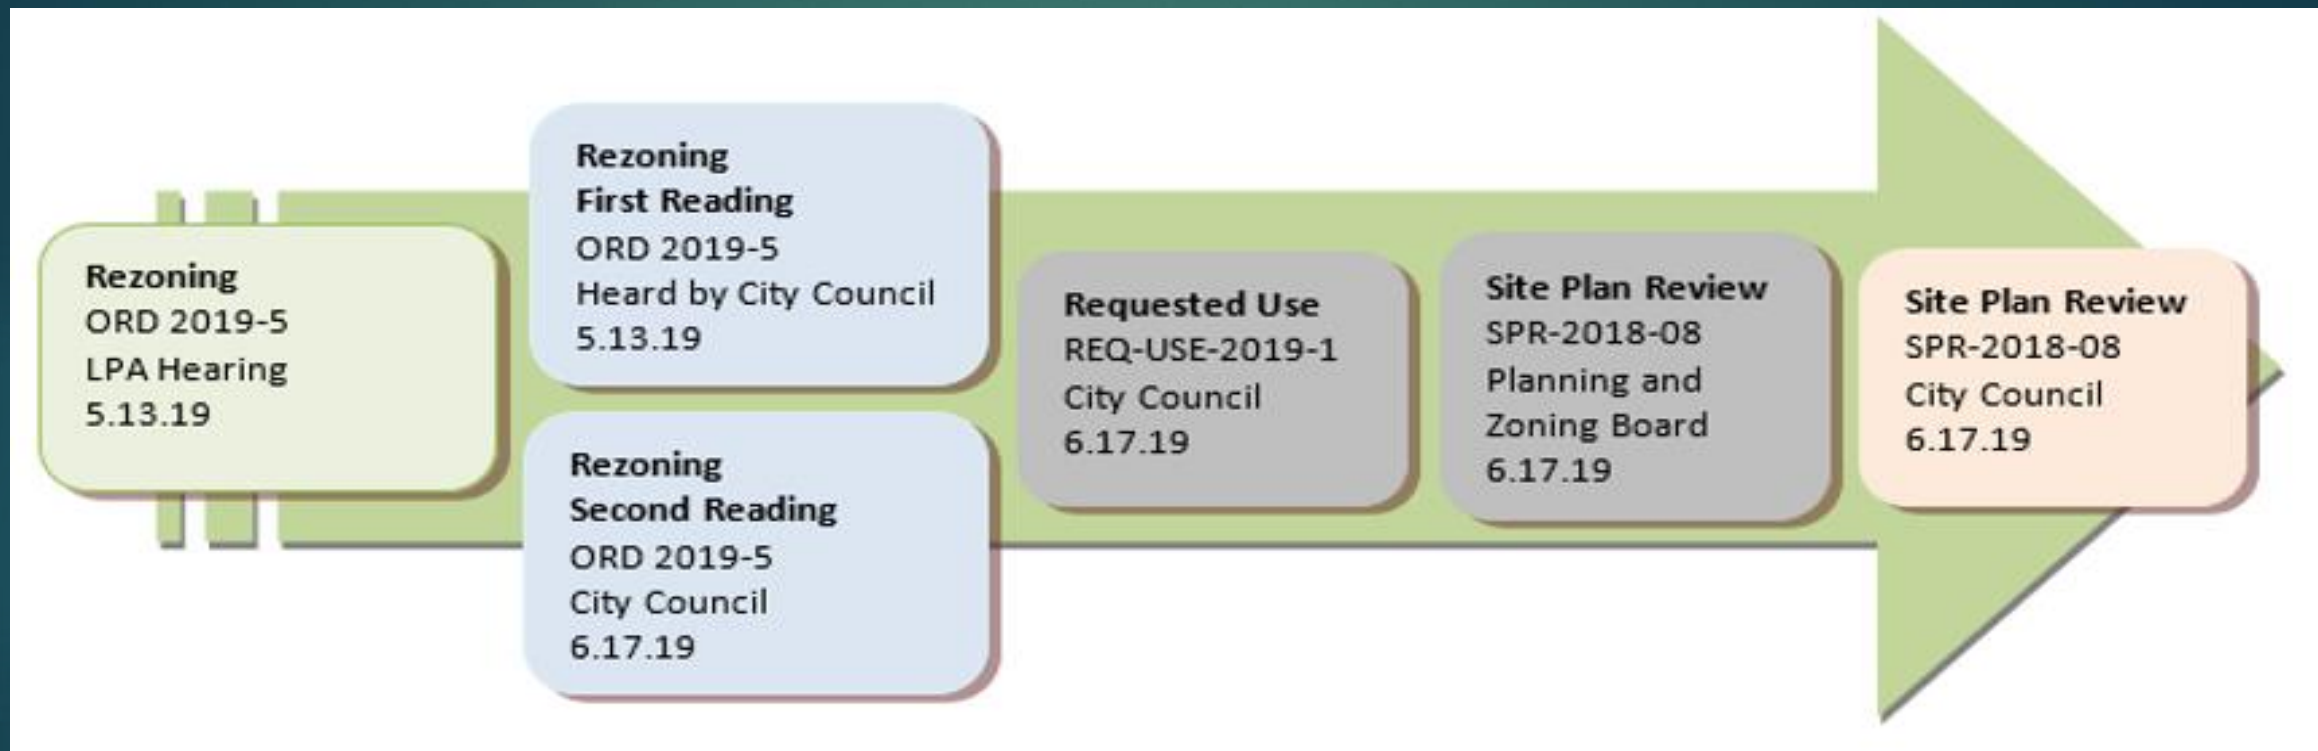 Rezoning
ORD 2019-5
LPA Hearing
5.13.19
Rezoning
First Reading
ORD 2019-5
Heard by City Council
5.13.19
Rezoning
Second Reading
ORD 2019-5
City Council
6.17.19
Requested Use
REQ-USE-2019-1
City Council
6.17.19
Site Plan Review
SPR-2018-08
Planning and
Zoning Board
6.17.19
Site Plan Review
SPR-2018-08
City Council
6.17.19